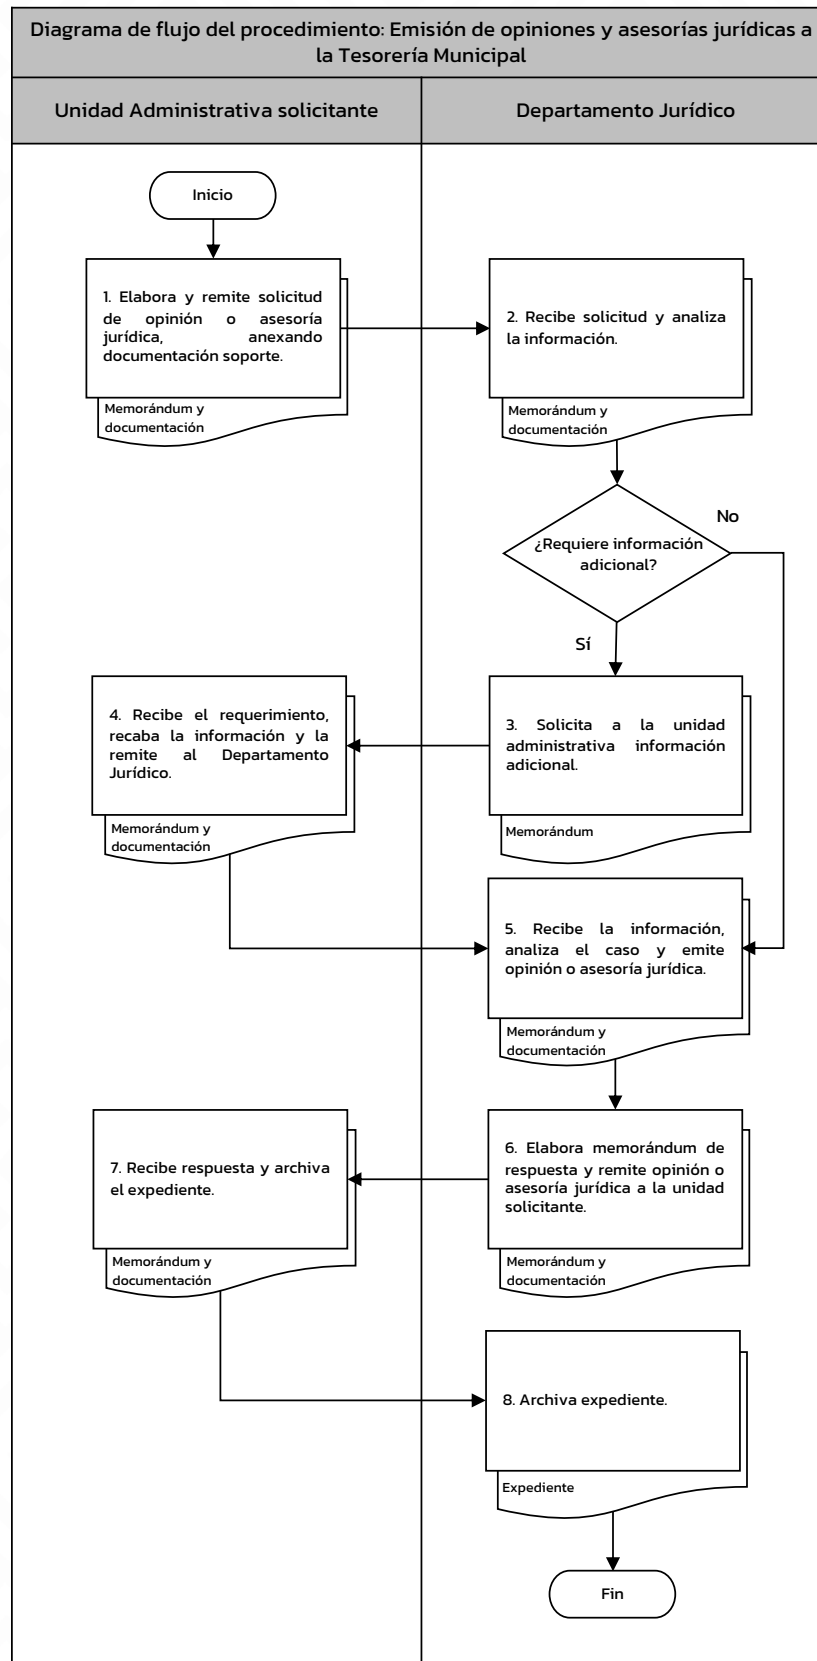 Diagrama de flujo del procedimiento: Emisión de opiniones y asesorías jurídicas a
la Tesorería Municipal
Unidad Administrativa solicitante
Departamento Jurídico
Inicio
1. Elabora y remite solicitud
de opinión o asesoría
jurídica, anexando
documentación soporte.
Memorándum y
documentación
2. Recibe solicitud y analiza
la información.
Memorándum y
documentación
¿Requiere información
adicional?
No
Sí
3. Solicita a la unidad
administrativa información
adicional.
Memorándum
4. Recibe el requerimiento,
recaba la información y la
remite al Departamento
Jurídico.
Memorándum y
documentación
5. Recibe la información,
analiza el caso y emite
opinión o asesoría jurídica.
Memorándum y
documentación
6. Elabora memorándum de
respuesta y remite opinión o
asesoría jurídica a la unidad
solicitante.
Memorándum y
documentación
7. Recibe respuesta y archiva
el expediente.
Memorándum y
documentación
8. Archiva expediente.
Expediente
Fin